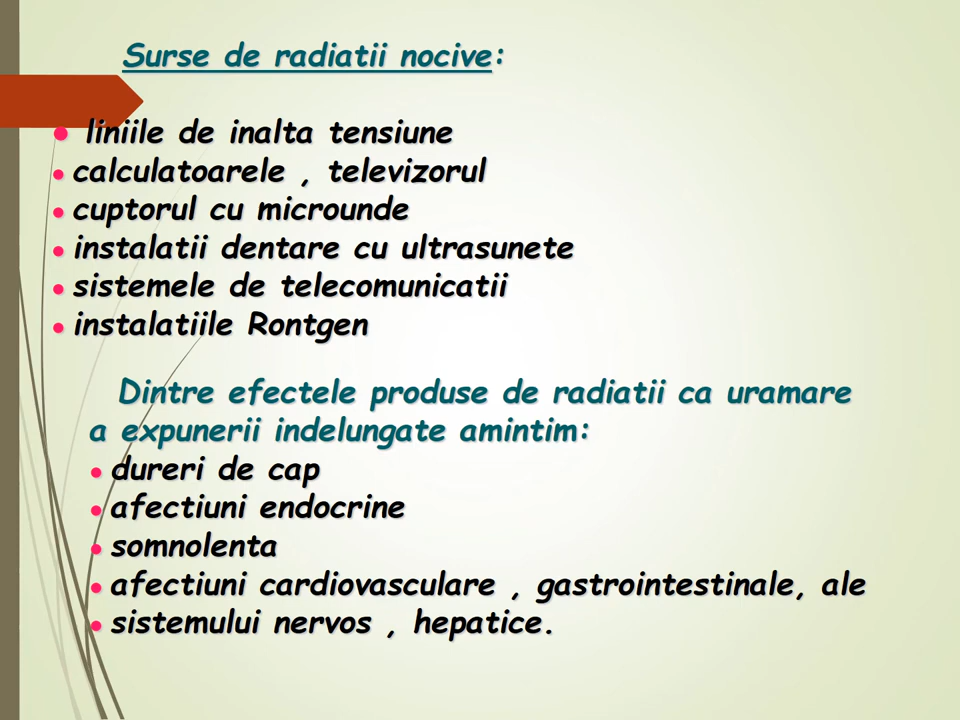 Surse de radiatii nocive:
● liniile de inalta tensiune
● calculatoarele , televizorul
● cuptorul cu microunde
● instalatii dentare cu ultrasunete
● sistemele de telecomunicatii
● instalatiile Rontgen
Dintre efectele produse de radiatii ca uramare
a expunerii indelungate amintim:
● dureri de cap
● afectiuni endocrine
● somnolenta
● afectiuni cardiovasculare , gastrointestinale, ale
● sistemului nervos , hepatice.